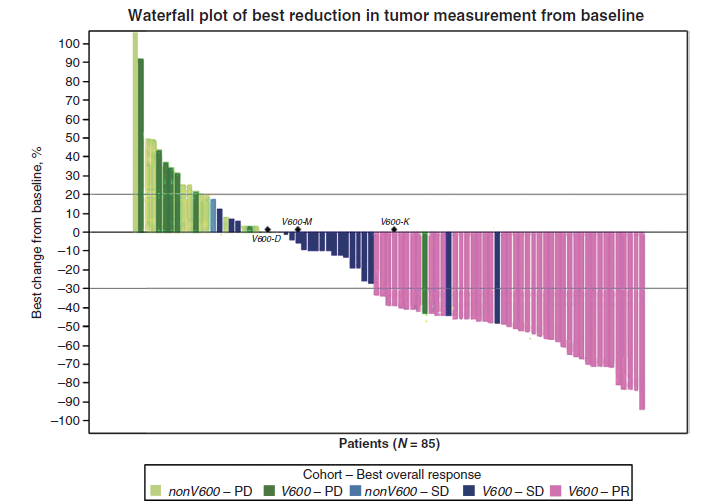 Waterfall plot of best reduction in tumor measurement from baseline
Best change from baseline, %
100
90
80
70
60
50
40
30
20
10
0
–10
–20
–30
–40
–50
–60
–70
–80
–90
–100
V600-M
V600-K
V600-D
Patients (N = 85)
Cohort – Best overall response
nonV600 – PD V600 – PD nonV600 – SD V600 – SD V600 – PR